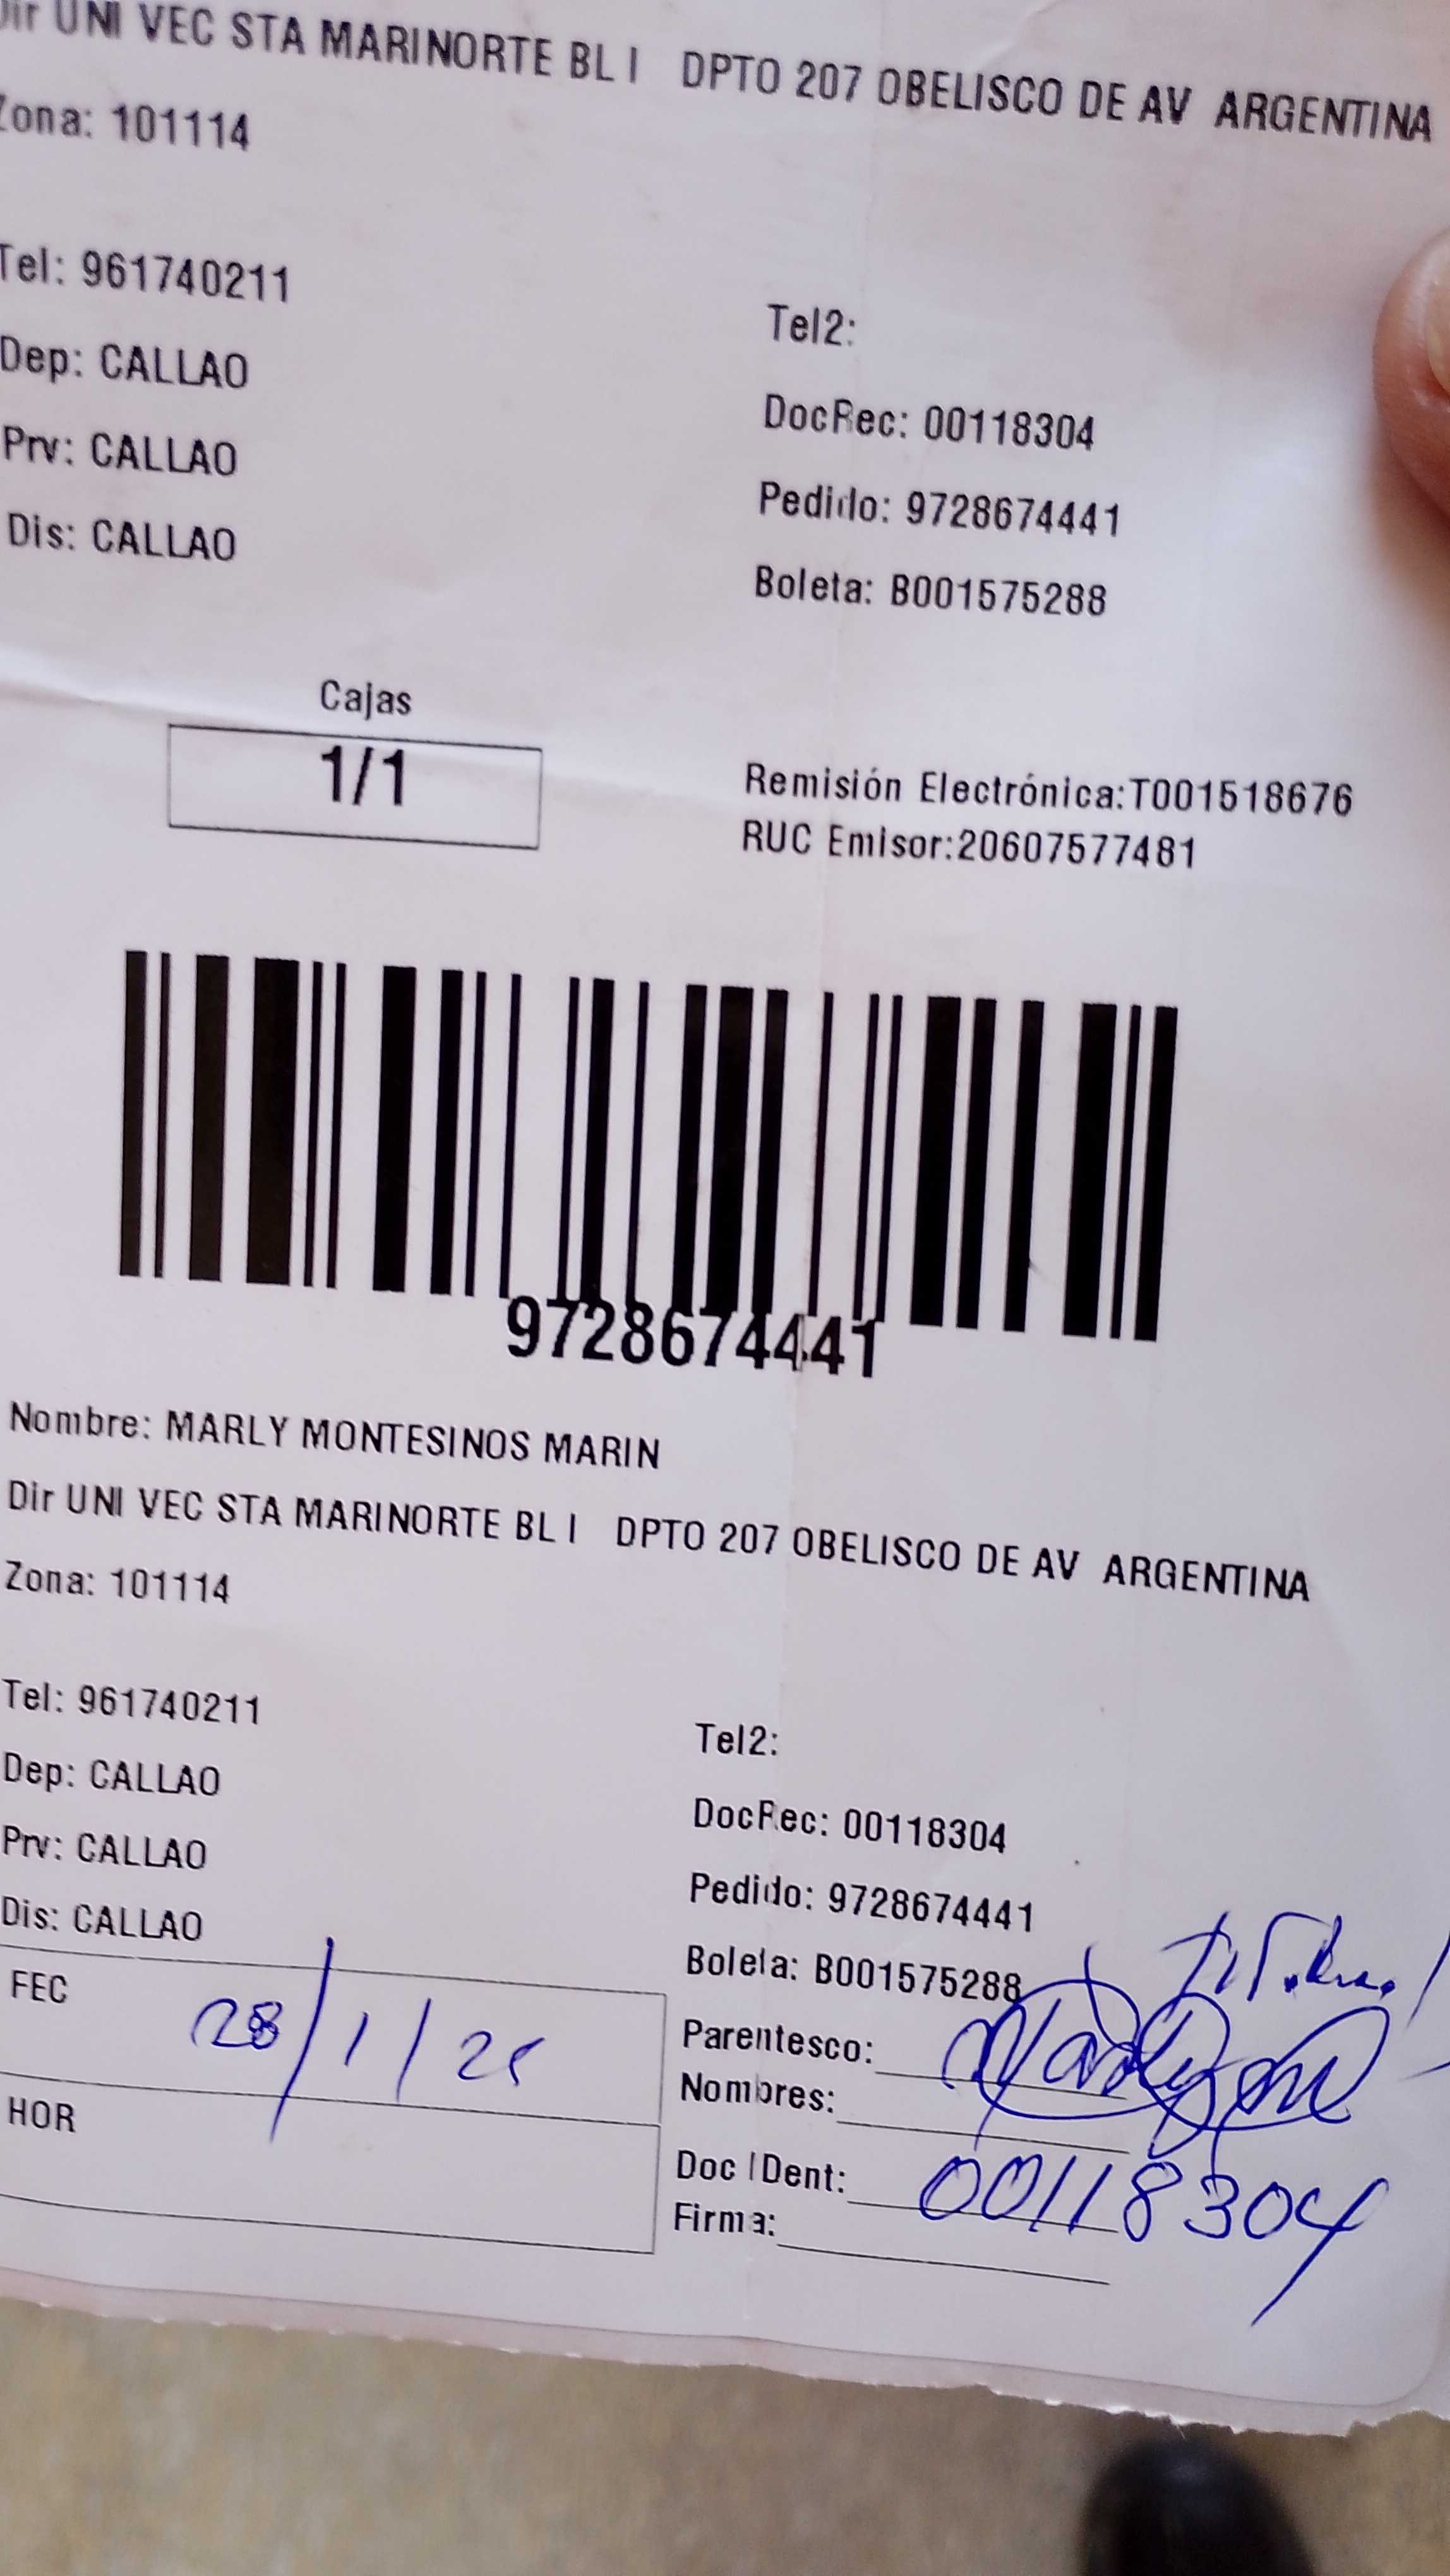 Dir UNI VEC STA MARINORTE BL I DPTO 207 OBELISCO DE AV ARGENTINA
Zona: 101114
Tel: 961740211
Tel2:
Dep: CALLAO
DocRec: 00118304
Prv: CALLAO
Pedido: 9728674441
Dis: CALLAO
Boleta: B001575288
Cajas
1/1
Remisión Electrónica:T001518676
RUC Emisor:20607577481
9728674441
Nombre: MARLY MONTESINOS MARIN
Dir UNI VEC STA MARINORTE BL I DPTO 207 OBELISCO DE AV ARGENTINA
Zona: 101114
Tel: 961740211
Tel2:
Dep: CALLAO
DocRec: 00118304
Prv: CALLAO
Pedido: 9728674441
Dis: CALLAO
Boleta: B001575288
FEC 28/1/25
Parentesco:
Nombres:
HOR
Doc IDent: 00118304
Firma: